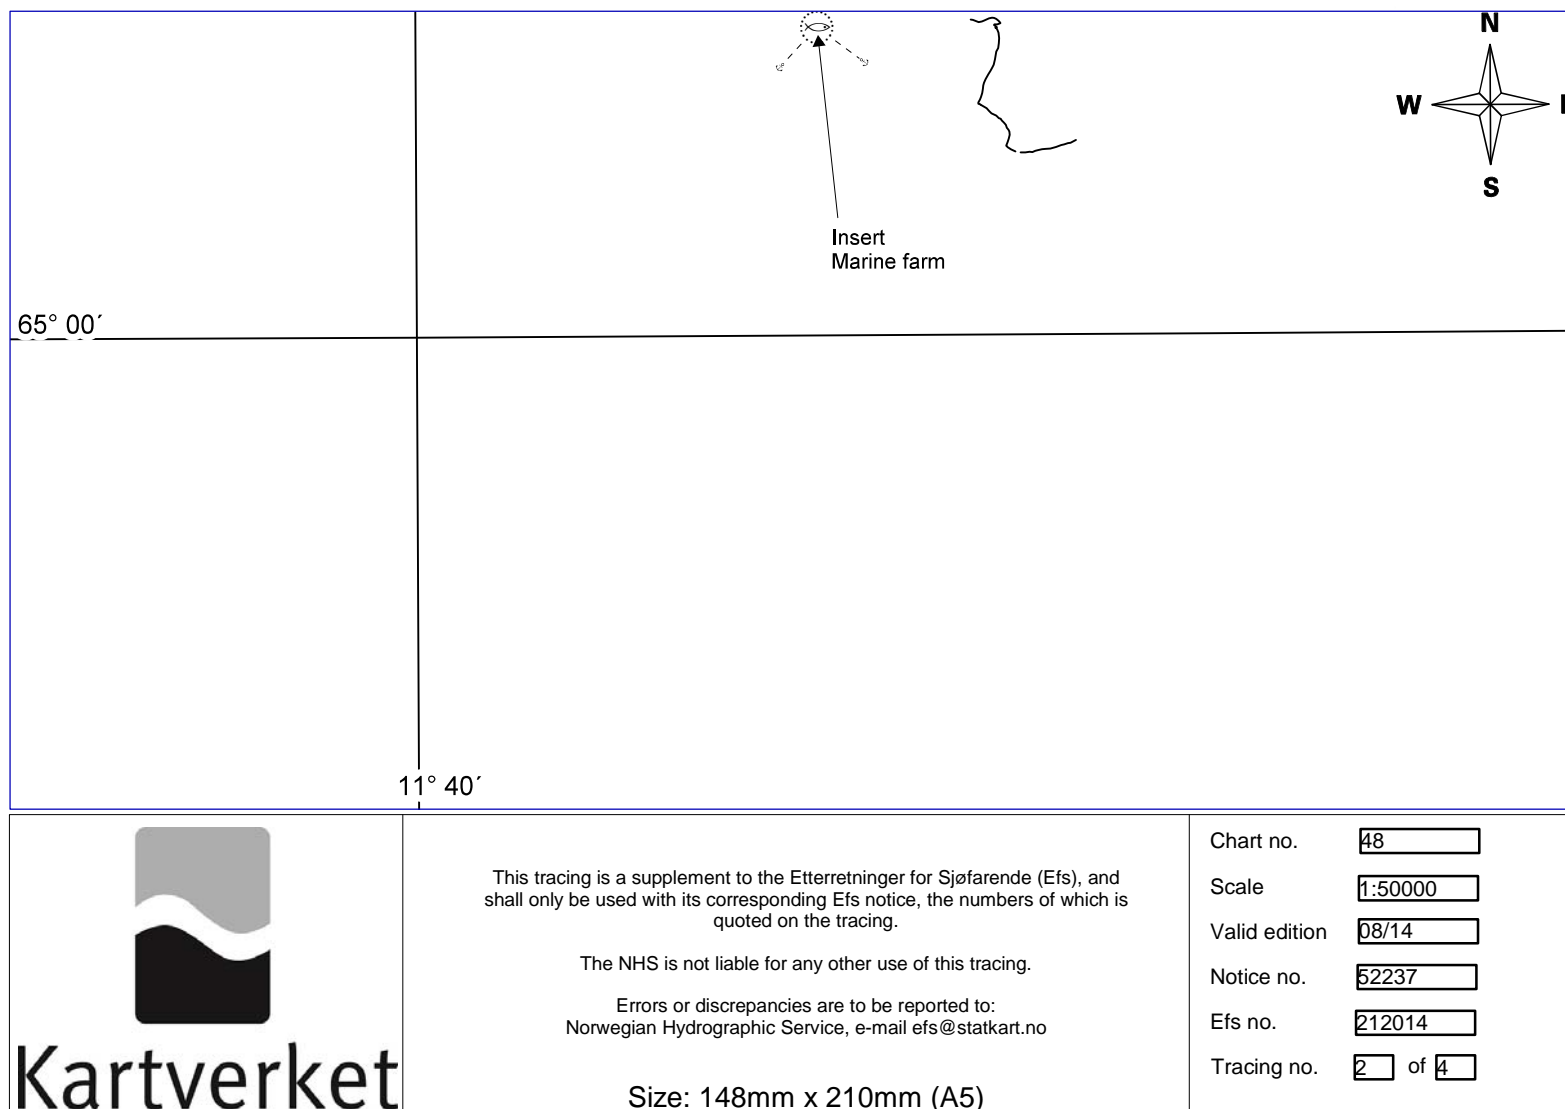 N
W
S
Insert
Marine farm
65° 00´
11° 40´
Kartverket
This tracing is a supplement to the Etterretninger for Sjøfarende (Efs), and
shall only be used with its corresponding Efs notice, the numbers of which is
quoted on the tracing.
The NHS is not liable for any other use of this tracing.
Errors or discrepancies are to be reported to:
Norwegian Hydrographic Service, e-mail efs@statkart.no
Size: 148mm x 210mm (A5)
Chart no. 48
Scale 1:50000
Valid edition 08/14
Notice no. 52237
Efs no. 212014
Tracing no. 2 of 4